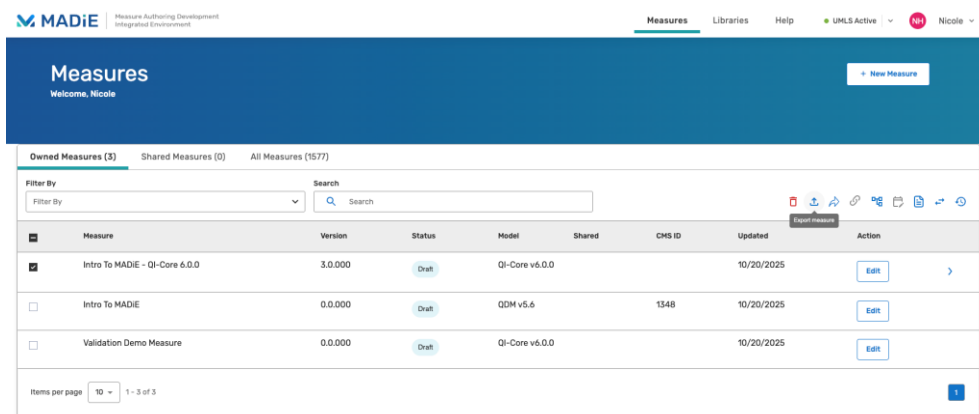 MADiE Measure Authoring Development Integrated Environment
Measures Libraries Help UMLS Active NH Nicole
Measures
Welcome, Nicole
+ New Measure
Owned Measures (3) Shared Measures (0) All Measures (1577)
Filter By Search
Filter By Search
Export measure
Measure Version Status Model Shared CMS ID Updated Action
Intro To MADiE - QI-Core 6.0.0 3.0.000 Draft QI-Core v6.0.0 10/20/2025 Edit
Intro To MADiE 0.0.000 Draft QDM v5.6 1348 10/20/2025 Edit
Validation Demo Measure 0.0.000 Draft QI-Core v6.0.0 10/20/2025 Edit
Items per page 10 1 - 3 of 3 1